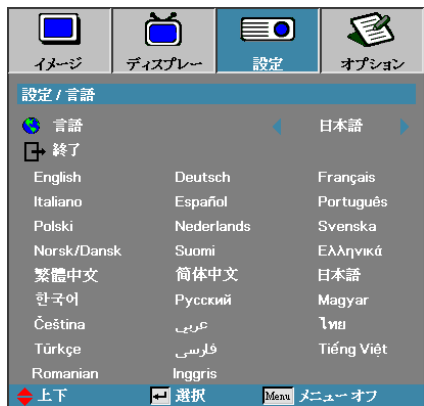 イメージ ディスプレー 設定 オプション
設定 / 言語
言語 日本語
終了
English Deutsch Français
Italiano Español Português
Polski Nederlands Svenska
Norsk/Dansk Suomi Ελληνικά
繁體中文 简体中文 日本語
한국어 Русский Magyar
Čeština عربي ไทย
Türkçe فارسی Tiếng Việt
Romanian Inggris
上下 選択 Menu メニュー オフ